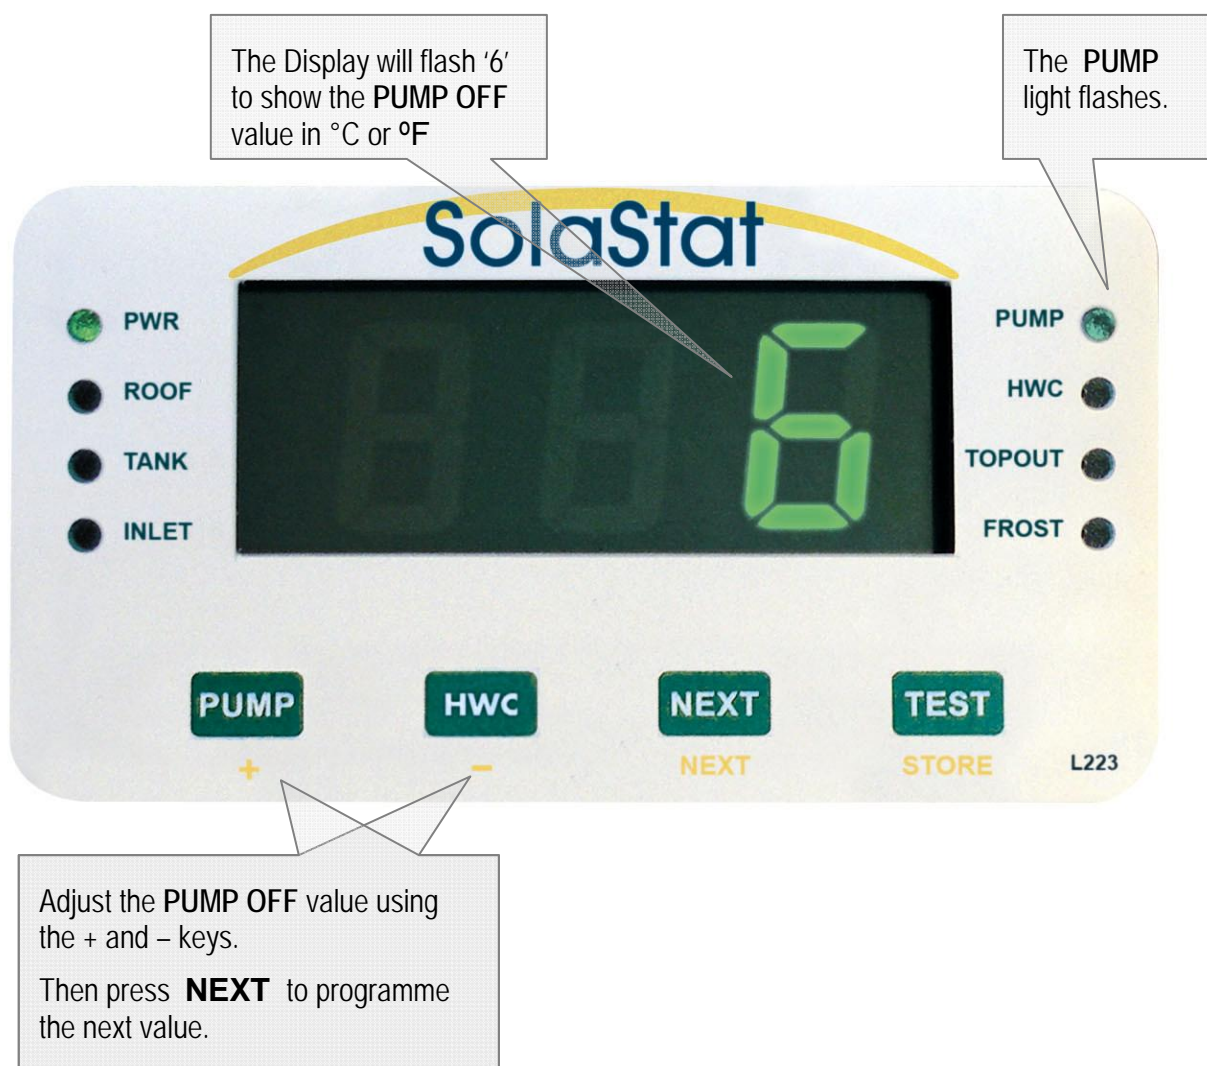 The Display will flash ‘6’
to show the PUMP OFF
value in °C or ºF
The PUMP
light flashes.
SolaStat
PWR
ROOF
TANK
INLET
6
PUMP
HWC
TOPOUT
FROST
PUMP
HWC
NEXT
TEST
+
–
NEXT
STORE
L223
Adjust the PUMP OFF value using
the + and – keys.
Then press NEXT to programme
the next value.